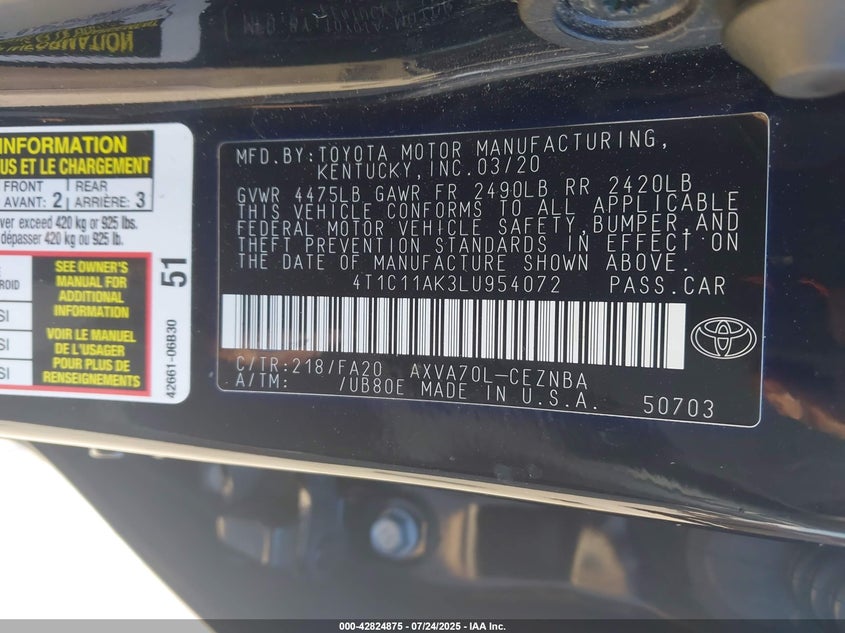 INFORMATION
US ET LE CHARGEMENT
FRONT
AVANT: 2
REAR
ARRIÈRE: 3
ver exceed 420 kg or 925 lbs.
dépasser 420 kg ou 925 lb.
SEE OWNER'S
MANUAL FOR
ADDITIONAL
INFORMATION
VOIR LE MANUEL
DE L'USAGER
POUR PLUS DE
RENSEIGNEMENTS
51
42661-06B30
MFD.BY:TOYOTA MOTOR MANUFACTURING,
KENTUCKY,INC.03/20
GVWR 4475LB GAWR FR 2490LB RR 2420LB
THIS VEHICLE CONFORMS TO ALL APPLICABLE
FEDERAL MOTOR VEHICLE SAFETY,BUMPER,AND
THEFT PREVENTION STANDARDS IN EFFECT ON
THE DATE OF MANUFACTURE SHOWN ABOVE.
4T1C11AK3LU954072 PASS.CAR
C/TR:218/FA20 AXVA70L-CEZNBA
A/TM: /UB80E MADE IN U.S.A. 50703
000-42824875 / 07/24/2025 / IAA Inc.